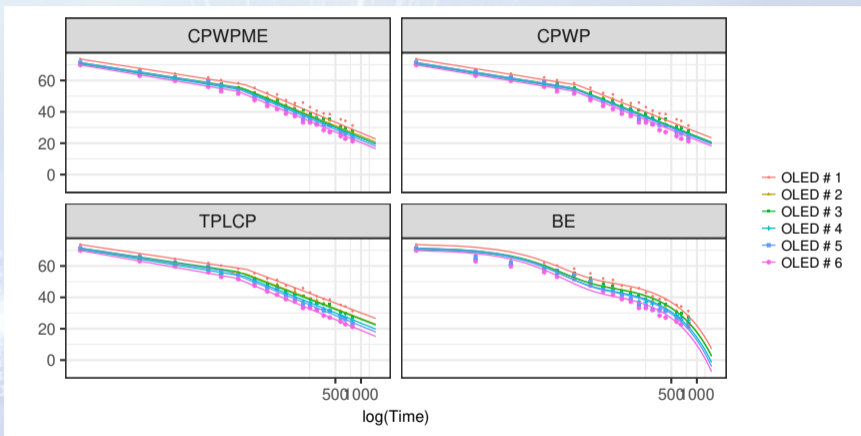 CPWPME
CPWP
60
40
20
0
TPLCP
BE
60
40
20
0
500
1000
500
1000
log(Time)
OLED # 1
OLED # 2
OLED # 3
OLED # 4
OLED # 5
OLED # 6